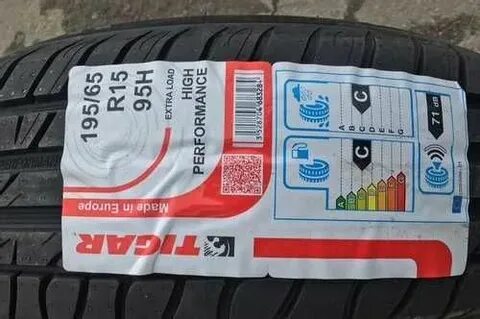 195/65
R15
95H
EXTRA LOAD
HIGH
PERFORMANCE
Made in Europe
TIGAR
C
A
B
C
D
E
F
G
C
71 dB